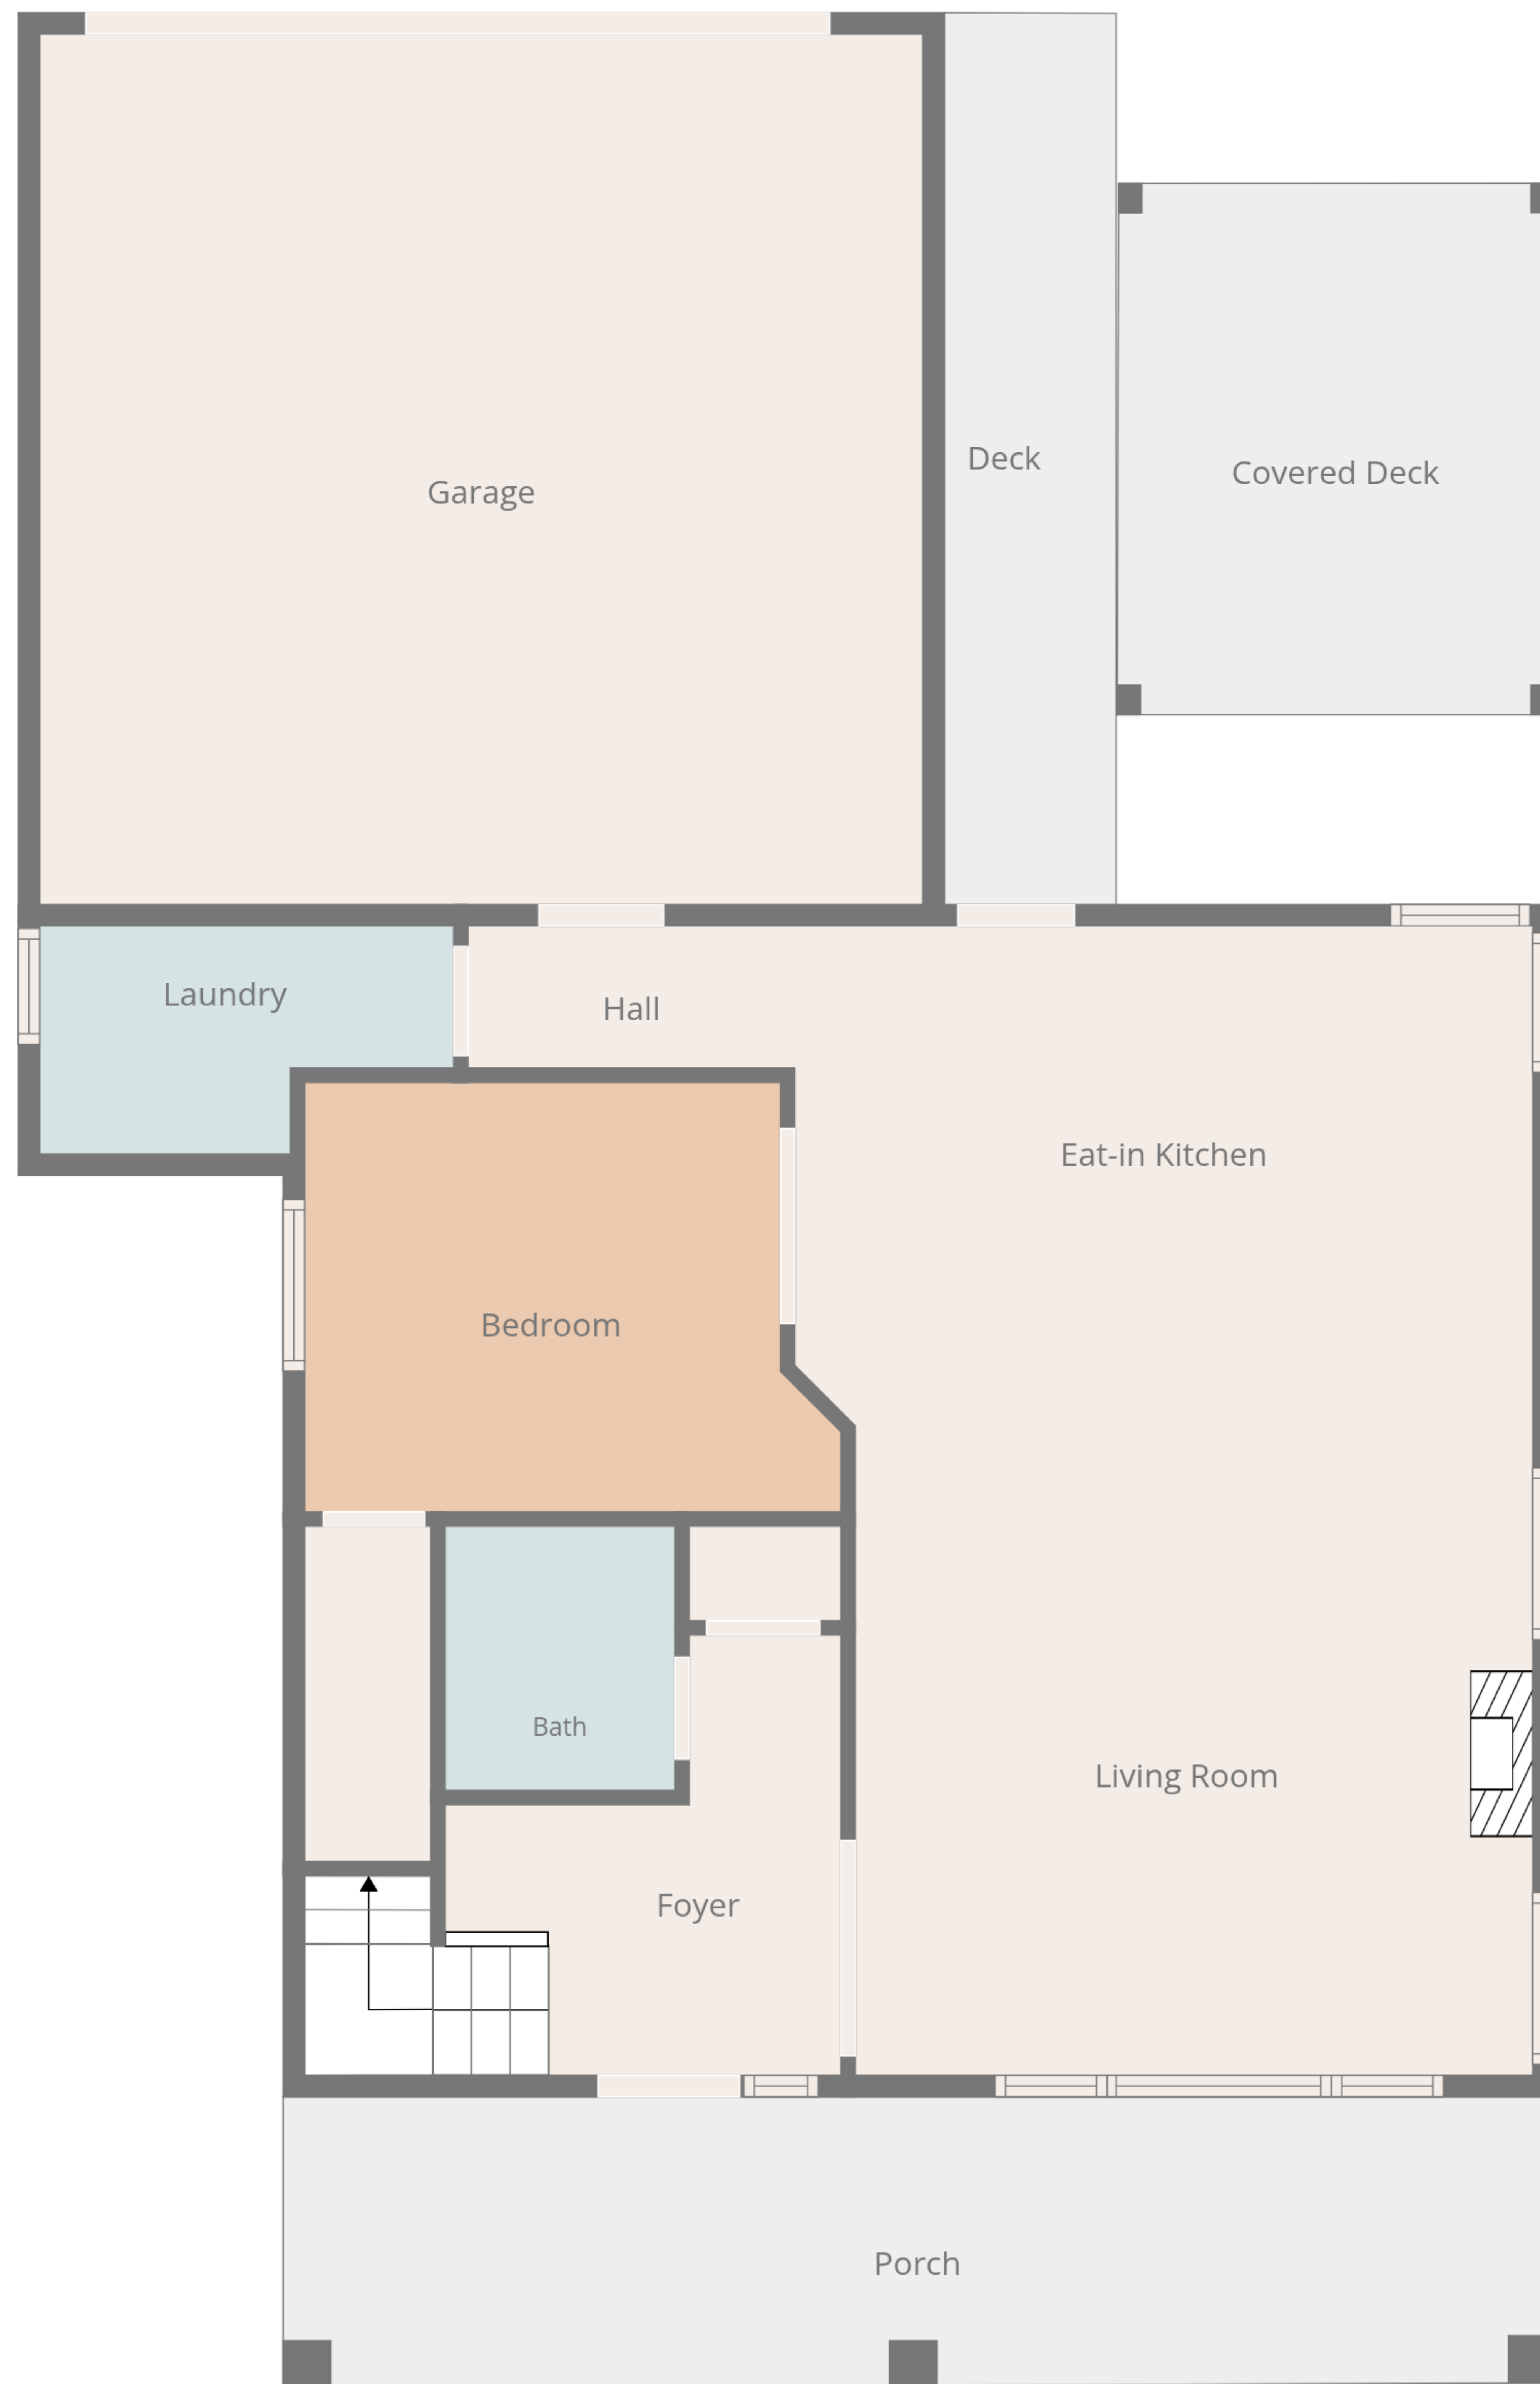 Garage
Deck
Covered Deck
Laundry
Hall
Eat-in Kitchen
Bedroom
Bath
Living Room
Foyer
Porch